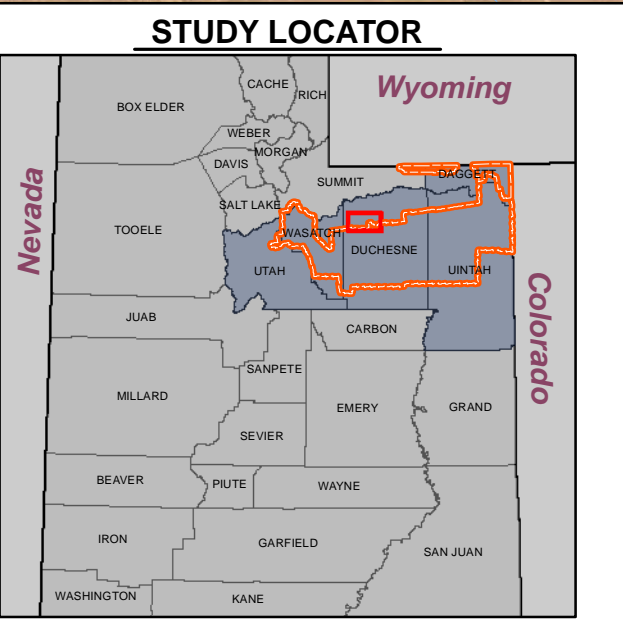 STUDY LOCATOR
CACHE
RICH
Wyoming
BOX ELDER
WEBER
MORGAN
DAVIS
DAGGETT
SUMMIT
Nevada
SALT LAKE
TOOELE
WASATCH
DUCHESNE
UTAH
UINTAH
Colorado
JUAB
CARBON
SANPETE
MILLARD
EMERY
GRAND
SEVIER
BEAVER
PIUTE
WAYNE
IRON
GARFIELD
SAN JUAN
WASHINGTON
KANE